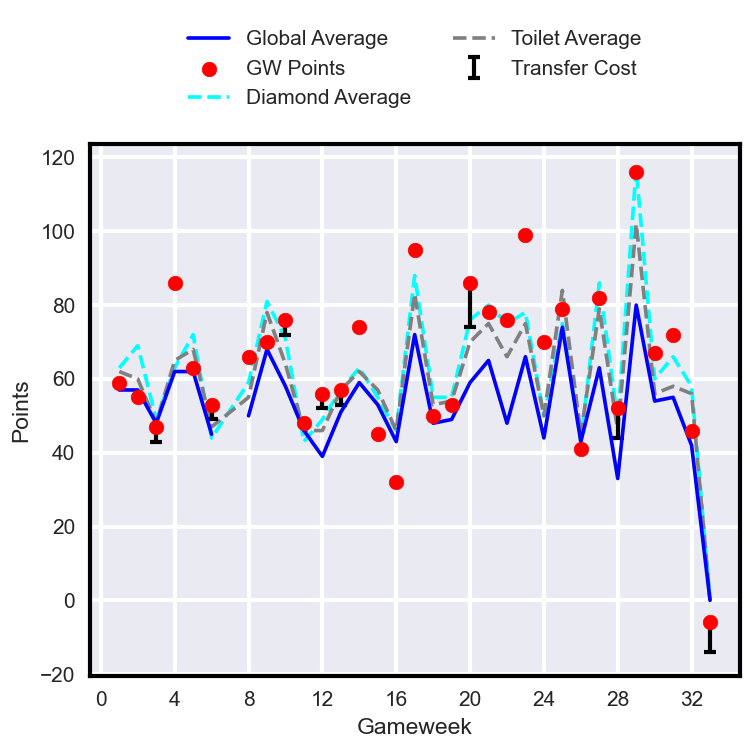 Global Average
GW Points
Diamond Average
Toilet Average
Transfer Cost
120
100
80
60
40
20
0
−20
Points
0 4 8 12 16 20 24 28 32
Gameweek